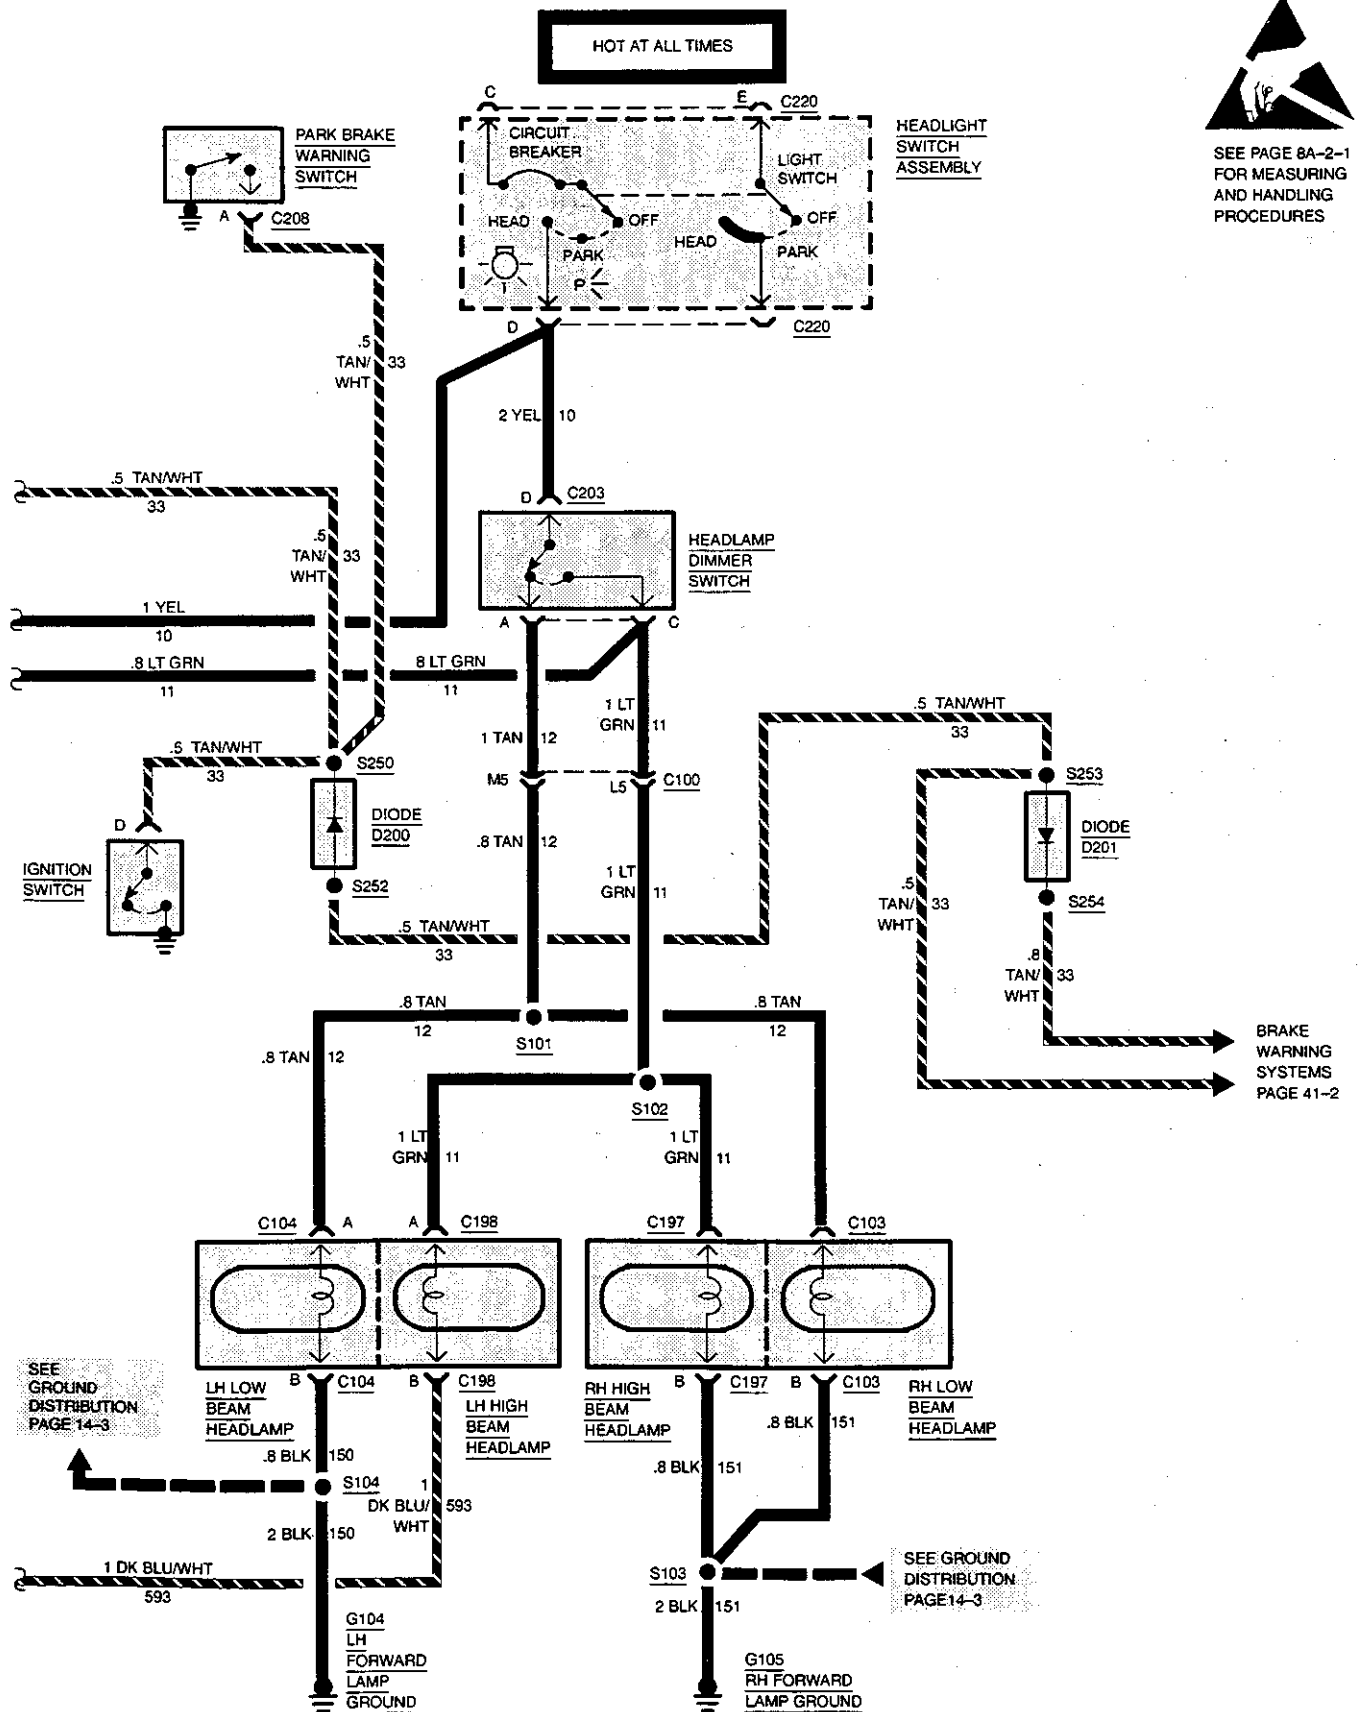 HOT AT ALL TIMES
C
E
C220
CIRCUIT
BREAKER
LIGHT
SWITCH
HEAD
OFF
PARK
P
HEAD
OFF
PARK
HEADLIGHT
SWITCH
ASSEMBLY
SEE PAGE 8A-2-1
FOR MEASURING
AND HANDLING
PROCEDURES
PARK BRAKE
WARNING
SWITCH
A
C208
D
C220
.5
TAN/
WHT
33
2 YEL
10
.5 TAN/WHT
33
D
C203
.5
TAN/
WHT
33
HEADLAMP
DIMMER
SWITCH
1 YEL
10
A
C
.8 LT GRN
11
8 LT GRN
11
1 LT
GRN
11
1 TAN
12
.5 TAN/WHT
33
.5 TAN/WHT
33
S250
M5
L5
C100
S253
D
DIODE
D200
.8 TAN
12
DIODE
D201
IGNITION
SWITCH
S252
1 LT
GRN
11
.5
TAN/
WHT
33
S254
.5 TAN/WHT
33
.8
TAN/
WHT
33
.8 TAN
12
.8 TAN
12
S101
.8 TAN
12
BRAKE
WARNING
SYSTEMS
PAGE 41-2
S102
1 LT
GRN
11
1 LT
GRN
11
C104
A
A
C198
C197
C103
SEE
GROUND
DISTRIBUTION
PAGE 14-3
B
C104
B
C198
B
C197
B
C103
LH LOW
BEAM
HEADLAMP
LH HIGH
BEAM
HEADLAMP
RH HIGH
BEAM
HEADLAMP
RH LOW
BEAM
HEADLAMP
.8 BLK
150
.8 BLK
151
.8 BLK
151
S104
1
DK BLU/
WHT
593
2 BLK
150
1 DK BLU/WHT
593
S103
SEE GROUND
DISTRIBUTION
PAGE14-3
2 BLK
151
G104
LH
FORWARD
LAMP
GROUND
G105
RH FORWARD
LAMP GROUND